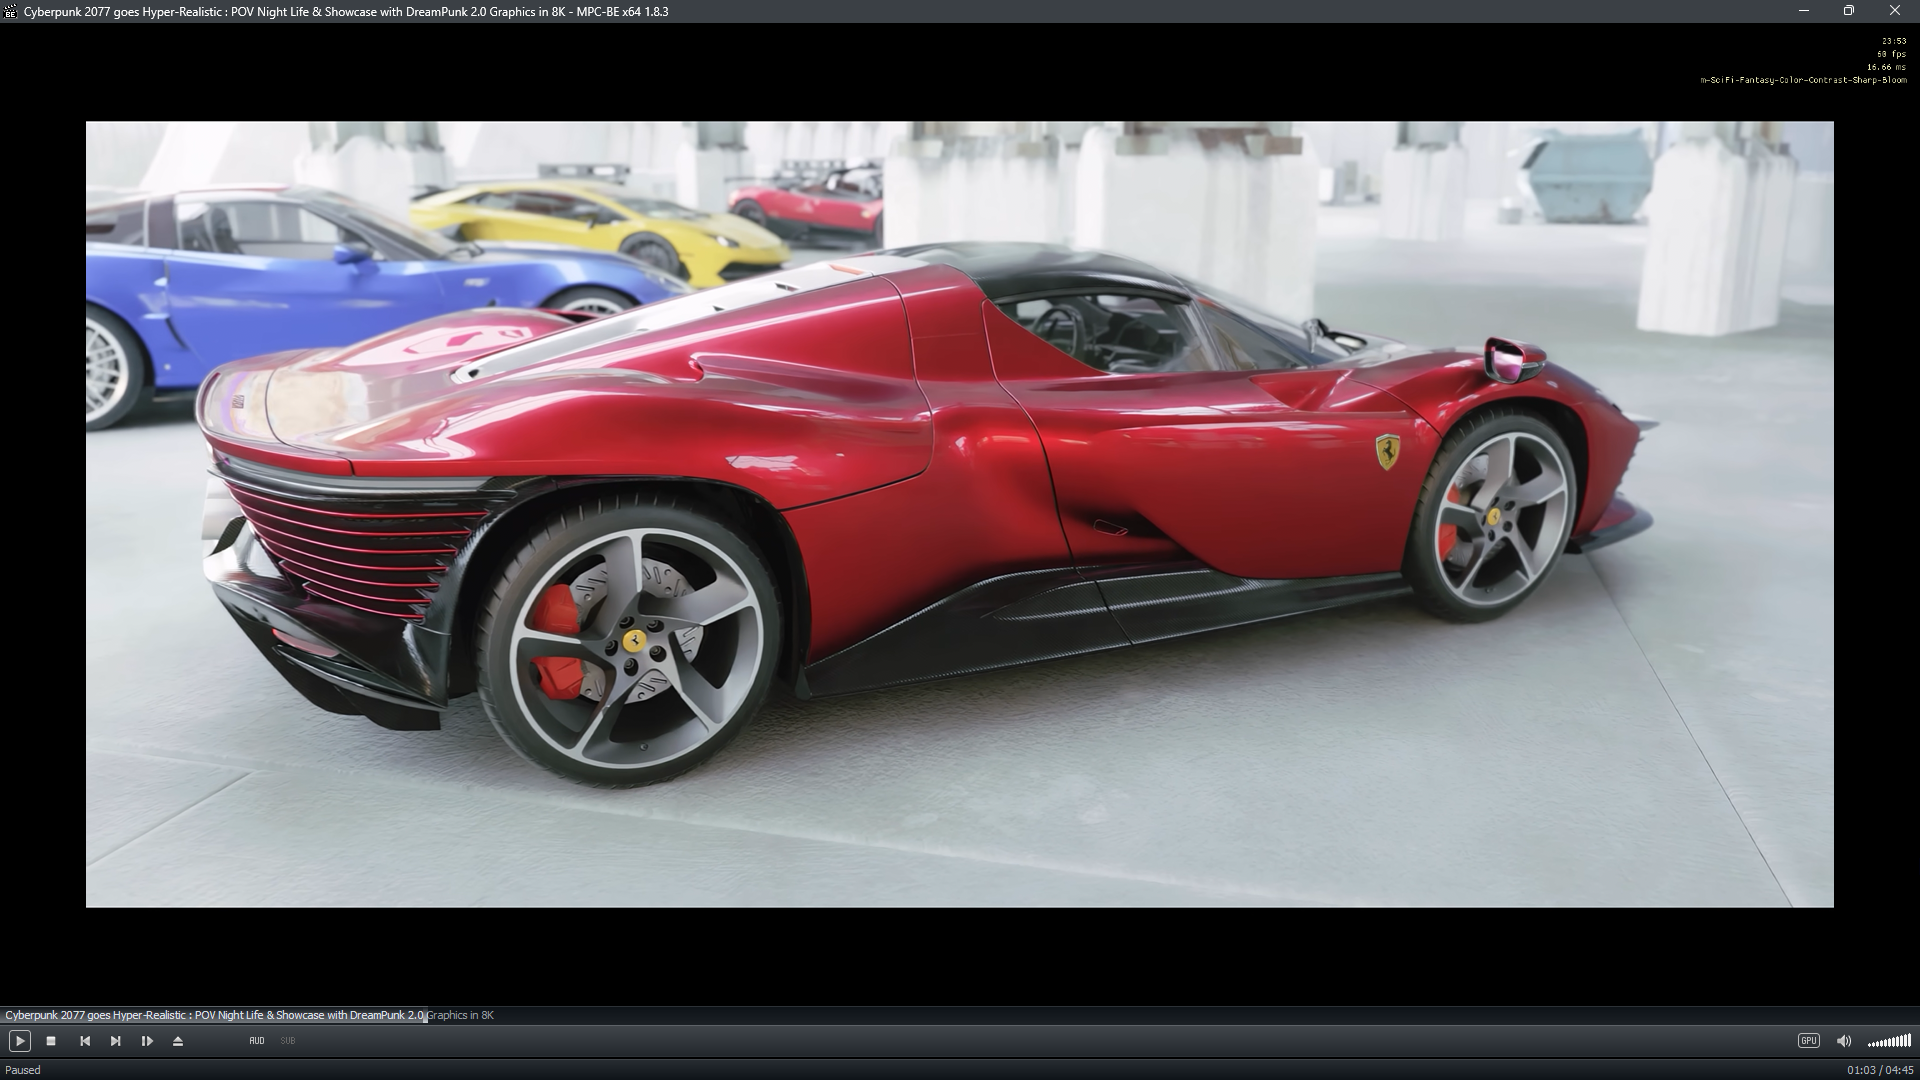 Cyberpunk 2077 goes Hyper-Realistic : POV Night Life & Showcase with DreamPunk 2.0 Graphics in 8K - MPC-BE x64 1.8.3
23:53
60 fps
16.66 ms
m-SciFi-Fantasy-Color-Contrast-Sharp-Bloom
Cyberpunk 2077 goes Hyper-Realistic : POV Night Life & Showcase with DreamPunk 2.0 Graphics in 8K
AUD SUB
GPU
Paused
01:03 / 04:45